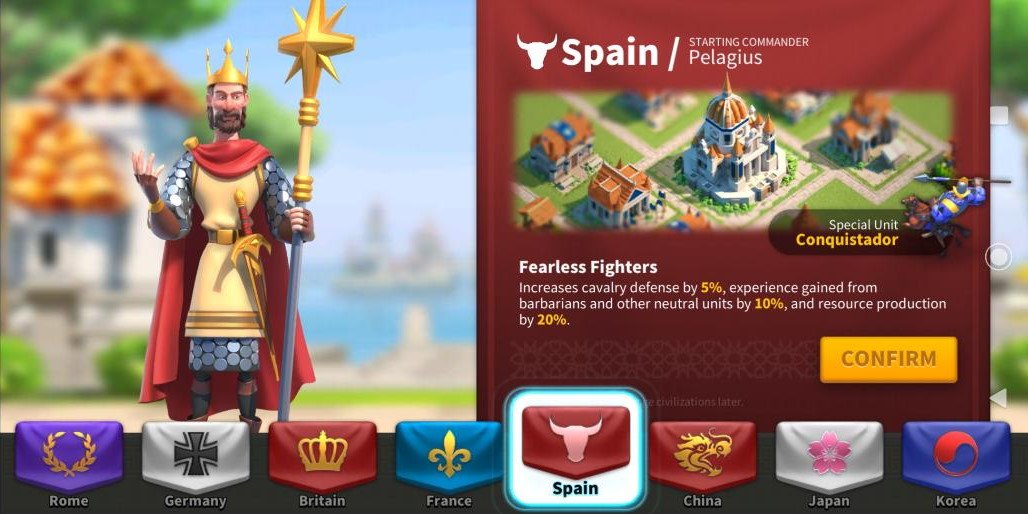 Spain / STARTING COMMANDER
Pelagius
Special Unit
Conquistador
Fearless Fighters
Increases cavalry defense by 5%, experience gained from
barbarians and other neutral units by 10%, and resource production
by 20%.
CONFIRM
civilizations later.
Rome
Germany
Britain
France
Spain
China
Japan
Korea